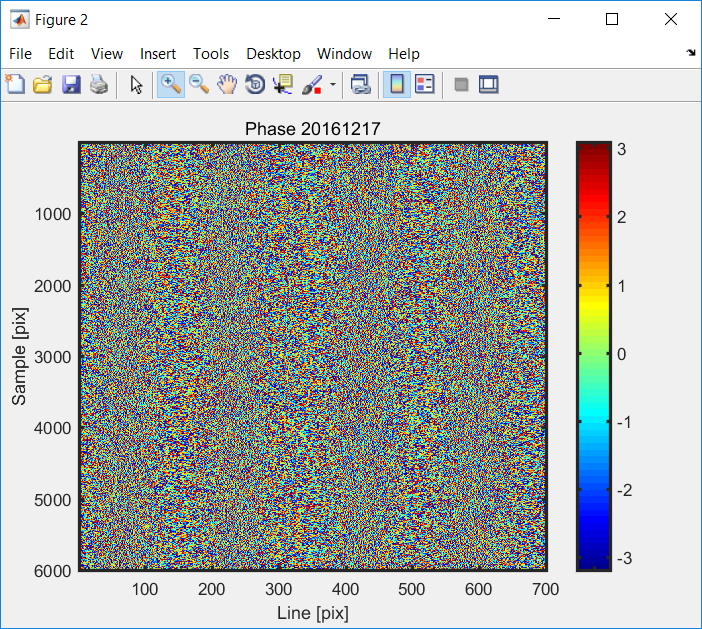 Figure 2
File Edit View Insert Tools Desktop Window Help
Phase 20161217
Sample [pix]
1000
2000
3000
4000
5000
6000
100 200 300 400 500 600 700
Line [pix]
3
2
1
0
-1
-2
-3